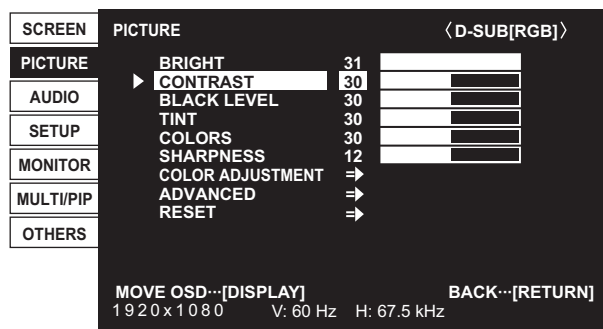 SCREEN
PICTURE
AUDIO
SETUP
MONITOR
MULTI/PIP
OTHERS
PICTURE 〈D-SUB[RGB]〉
BRIGHT 31
CONTRAST 30
BLACK LEVEL 30
TINT 30
COLORS 30
SHARPNESS 12
COLOR ADJUSTMENT
ADVANCED
RESET
MOVE OSD···[DISPLAY] BACK···[RETURN]
1920x1080 V: 60 Hz H: 67.5 kHz